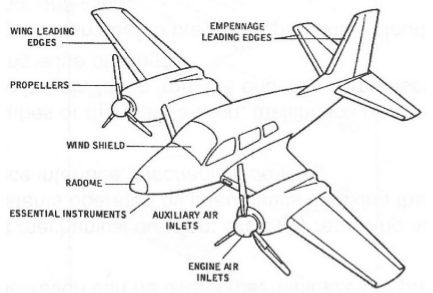 WING LEADING
EDGES
EMPENNAGE
LEADING EDGES
PROPELLERS
WIND SHIELD
RADOME
ESSENTIAL INSTRUMENTS
AUXILIARY AIR
INLETS
ENGINE AIR
INLETS